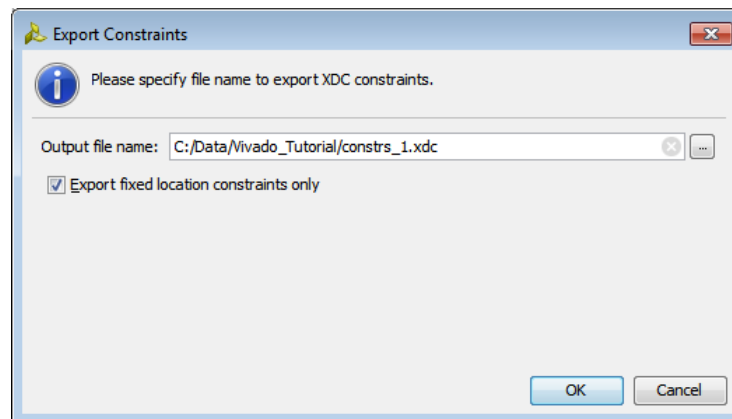 Export Constraints
Please specify file name to export XDC constraints.
Output file name: C:/Data/Vivado_Tutorial/constrs_1.xdc ...
Export fixed location constraints only
OK Cancel